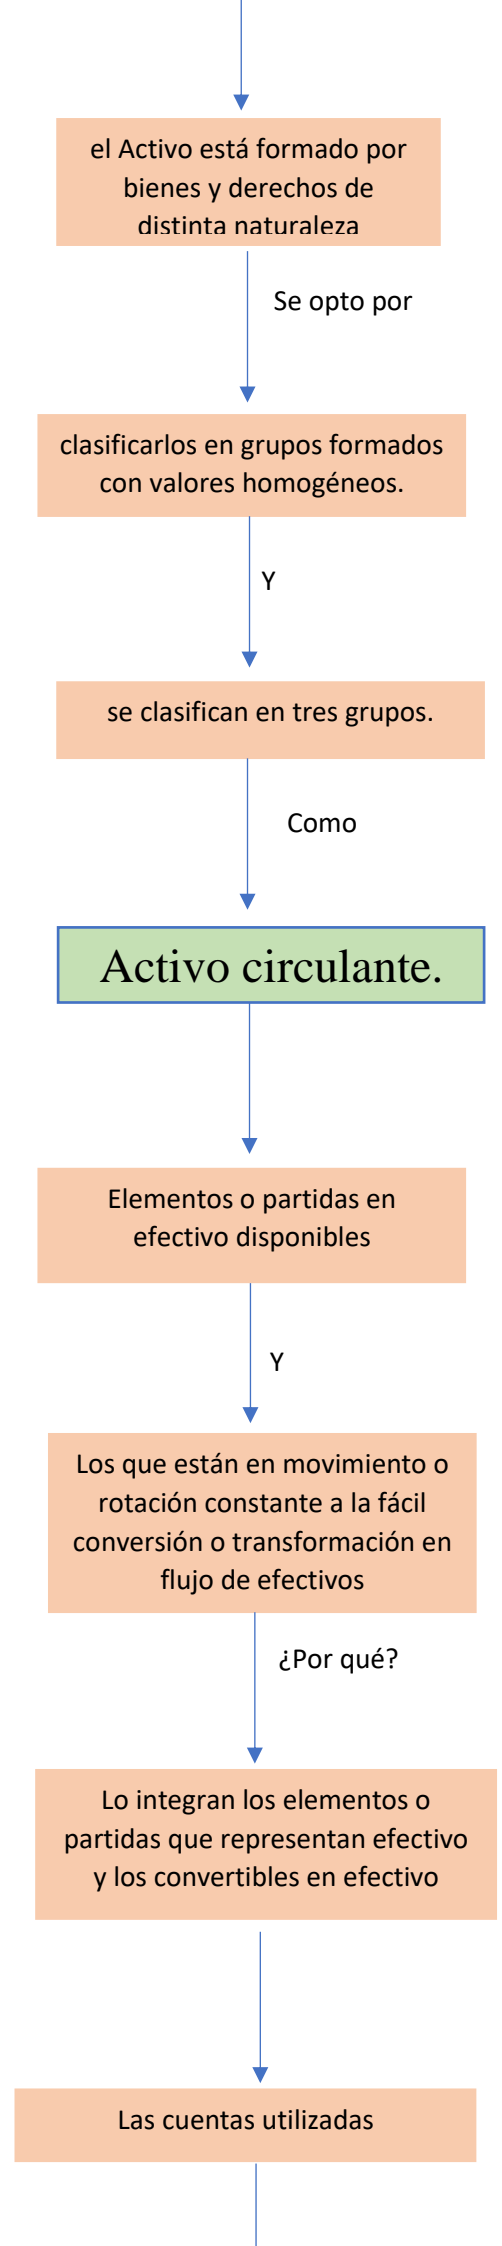 el Activo está formado por
bienes y derechos de
distinta naturaleza
Se opto por
clasificarlos en grupos formados
con valores homogéneos.
Y
se clasifican en tres grupos.
Como
Activo circulante.
Elementos o partidas en
efectivo disponibles
Y
Los que están en movimiento o
rotación constante a la fácil
conversión o transformación en
flujo de efectivos
¿Por qué?
Lo integran los elementos o
partidas que representan efectivo
y los convertibles en efectivo
Las cuentas utilizadas